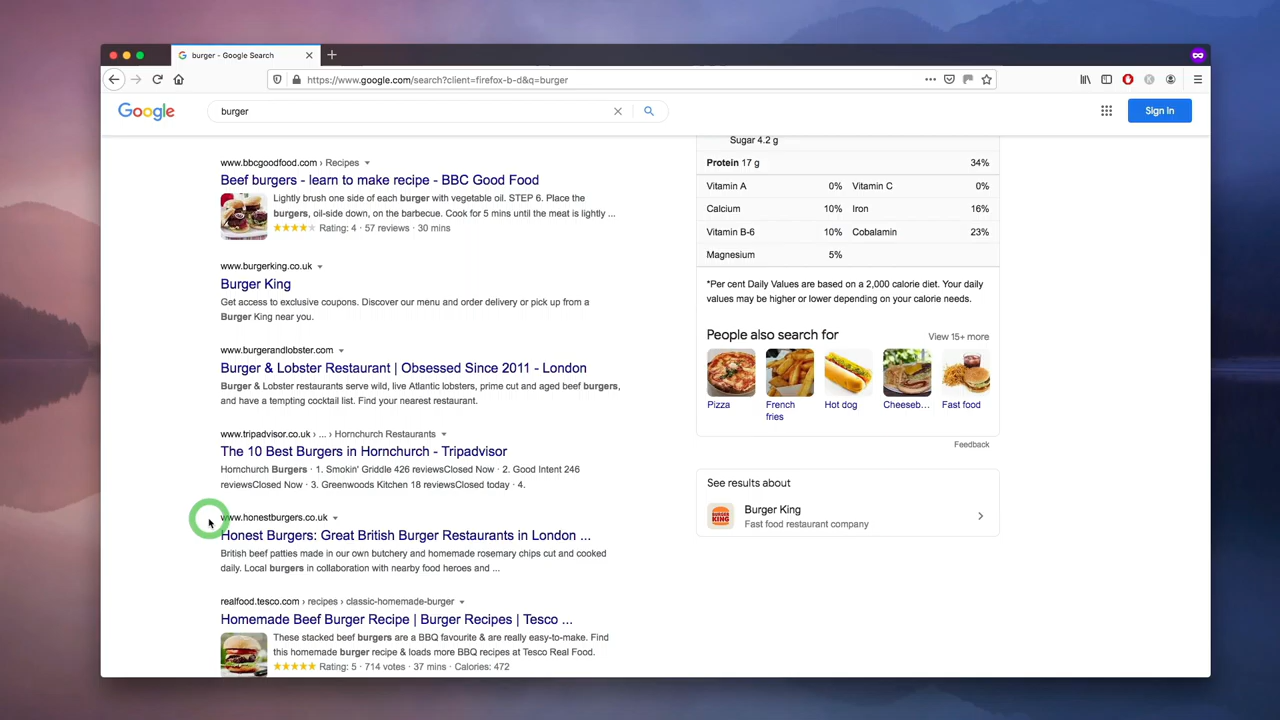 burger - Google Search
https://www.google.com/search?client=firefox-b-d&q=burger
Google
burger
Sign in
www.bbcgoodfood.com › Recipes
Beef burgers - learn to make recipe - BBC Good Food
Lightly brush one side of each burger with vegetable oil. STEP 6. Place the
burgers, oil-side down, on the barbecue. Cook for 5 mins until the meat is lightly ...
Rating: 4 · 57 reviews · 30 mins
www.burgerking.co.uk
Burger King
Get access to exclusive coupons. Discover our menu and order delivery or pick up from a
Burger King near you.
www.burgerandlobster.com
Burger & Lobster Restaurant | Obsessed Since 2011 - London
Burger & Lobster restaurants serve wild, live Atlantic lobsters, prime cut and aged beef burgers,
and have a tempting cocktail list. Find your nearest restaurant.
www.tripadvisor.co.uk › ... › Hornchurch Restaurants
The 10 Best Burgers in Hornchurch - Tripadvisor
Hornchurch Burgers · 1. Smokin' Griddle 426 reviewsClosed Now · 2. Good Intent 246
reviewsClosed Now · 3. Greenwoods Kitchen 18 reviewsClosed today · 4.
www.honestburgers.co.uk
Honest Burgers: Great British Burger Restaurants in London ...
British beef patties made in our own butchery and homemade rosemary chips cut and cooked
daily. Local burgers in collaboration with nearby food heroes and ...
realfood.tesco.com › recipes › classic-homemade-burger
Homemade Beef Burger Recipe | Burger Recipes | Tesco ...
These stacked beef burgers are a BBQ favourite & are really easy-to-make. Find
this homemade burger recipe & loads more BBQ recipes at Tesco Real Food.
Rating: 5 · 714 votes · 37 mins · Calories: 472
Sugar 4.2 g
Protein 17 g 34%
Vitamin A 0% Vitamin C 0%
Calcium 10% Iron 16%
Vitamin B-6 10% Cobalamin 23%
Magnesium 5%
*Per cent Daily Values are based on a 2,000 calorie diet. Your daily
values may be higher or lower depending on your calorie needs.
People also search for View 15+ more
Pizza
French
fries
Hot dog
Cheeseb...
Fast food
Feedback
See results about
BURGER KING
Burger King
Fast food restaurant company